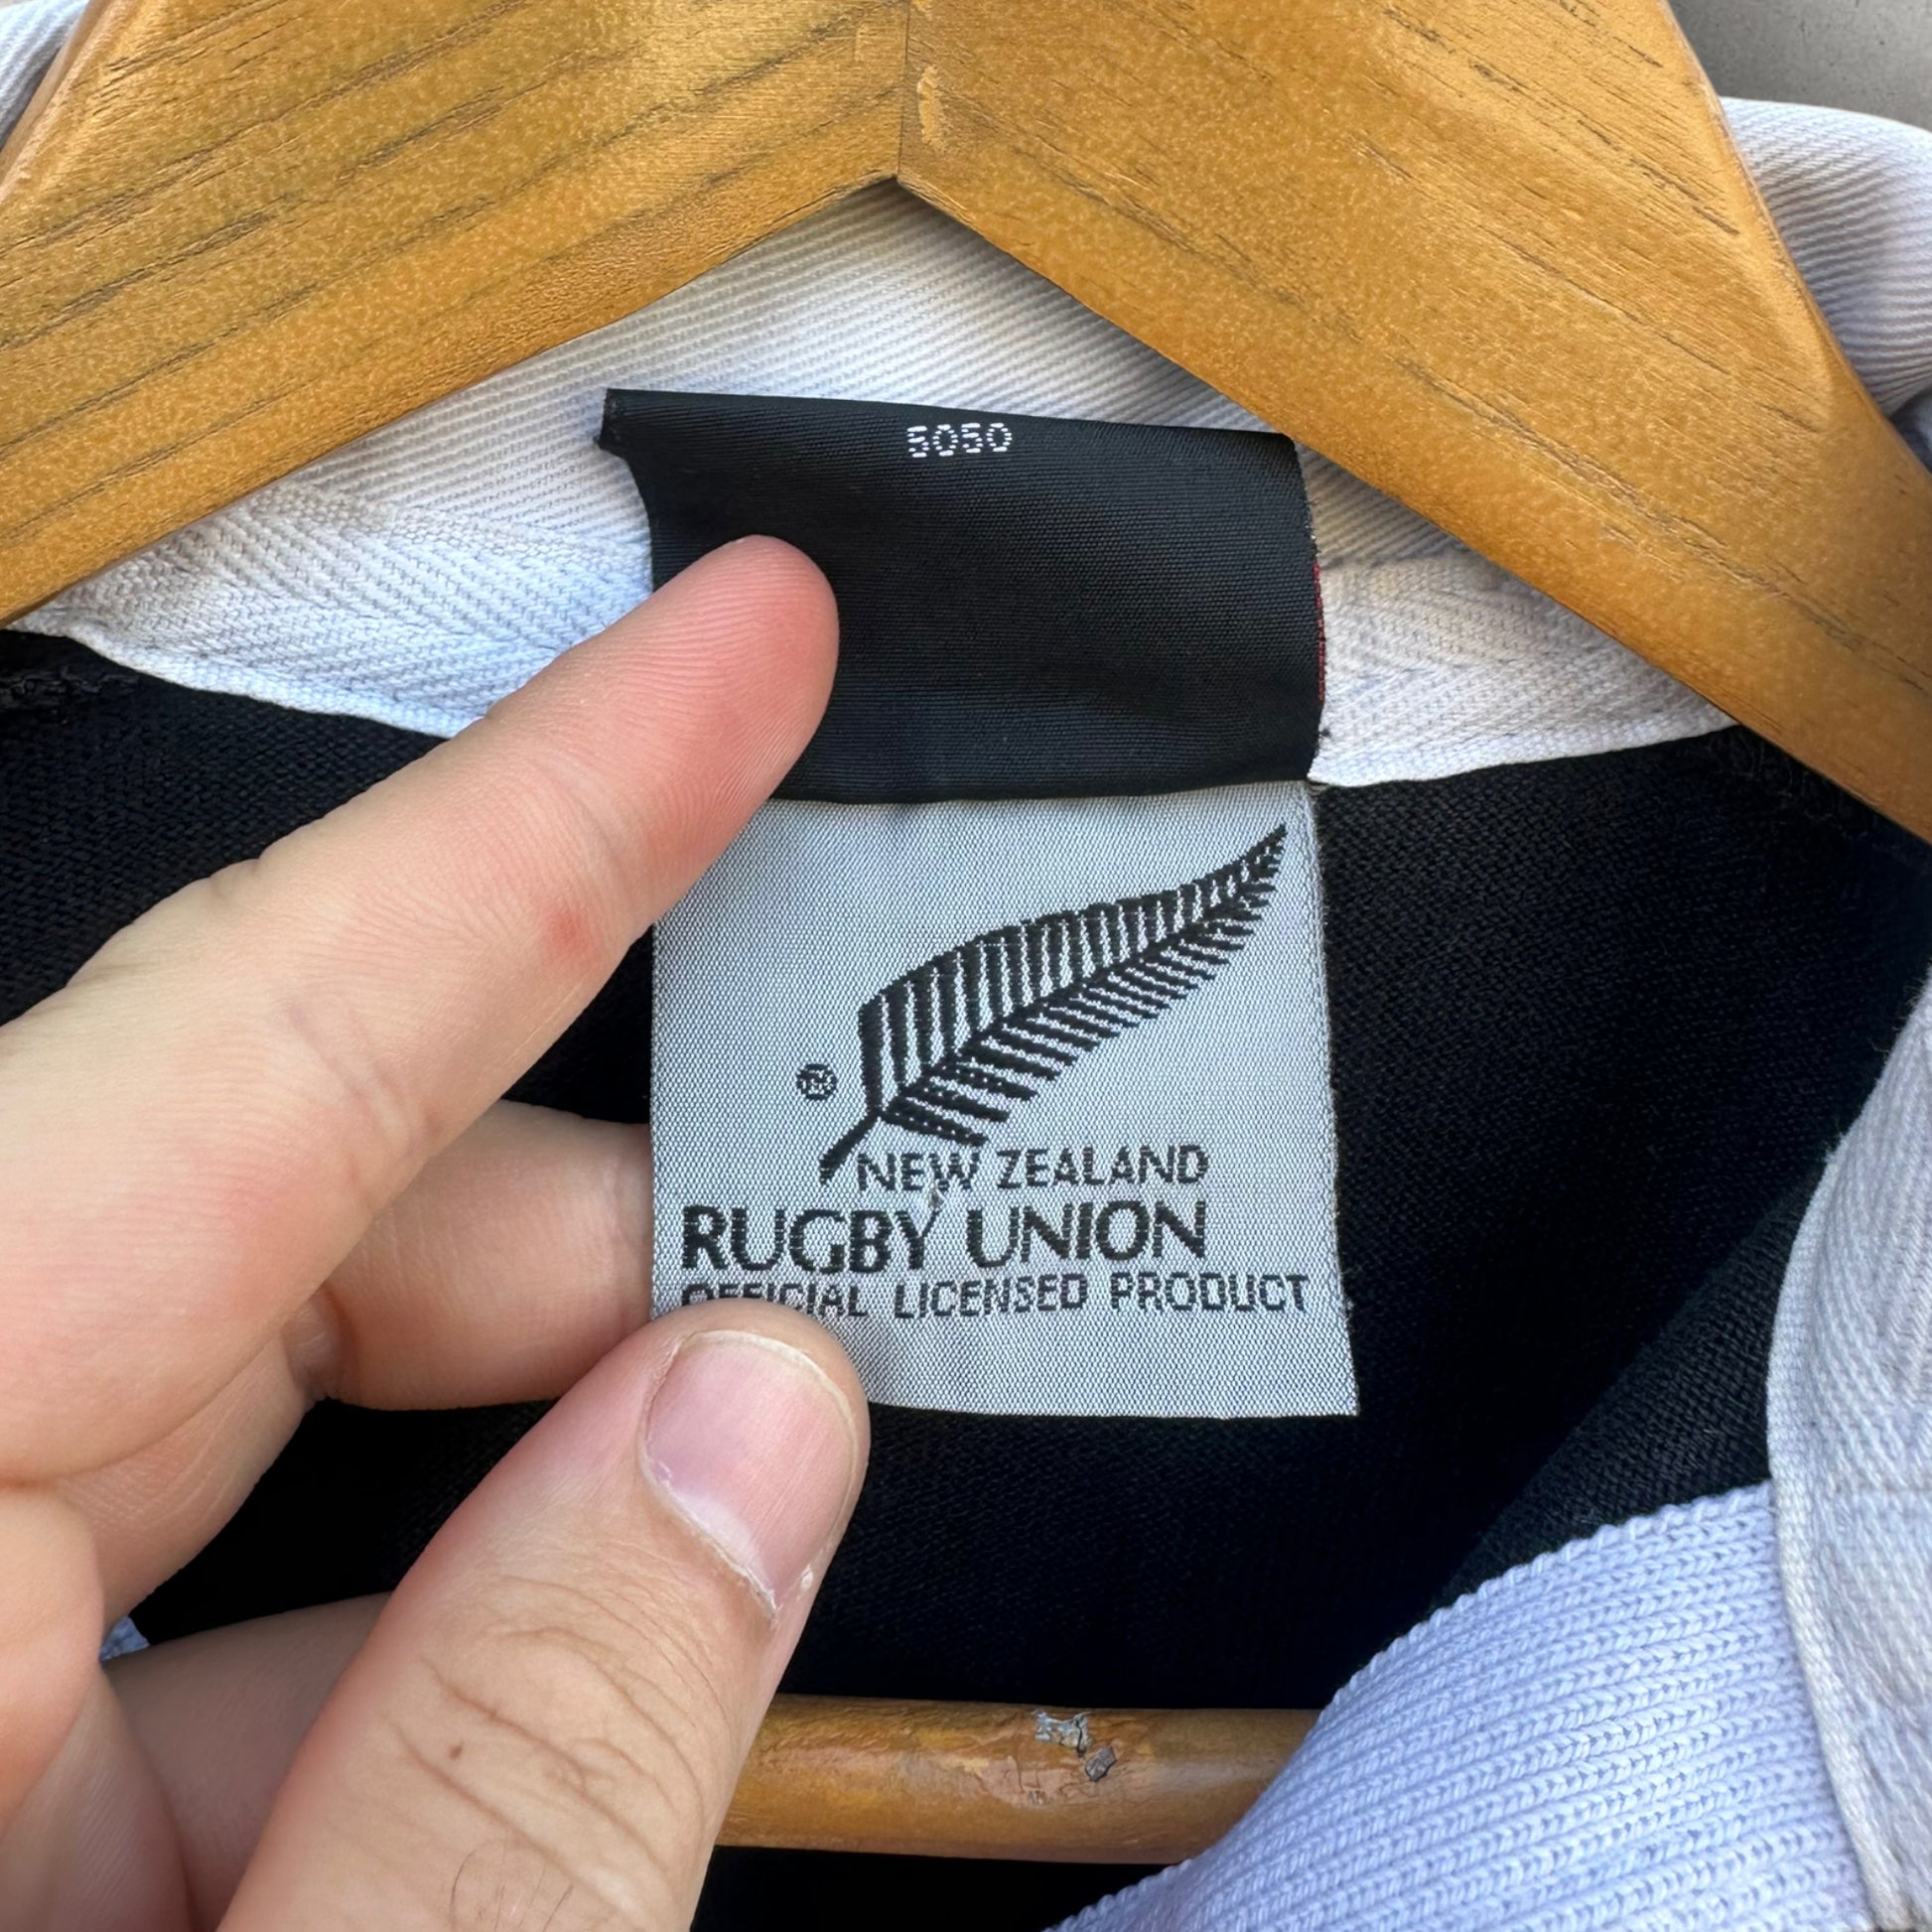 5050
NEW ZEALAND
RUGBY UNION
OFFICIAL LICENSED PRODUCT